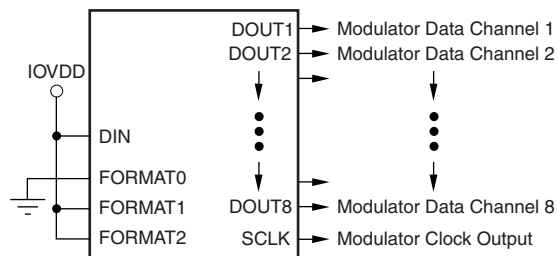 DOUT1 Modulator Data Channel 1
DOUT2 Modulator Data Channel 2
IOVDD
DIN
FORMAT0
FORMAT1 DOUT8 Modulator Data Channel 8
FORMAT2 SCLK Modulator Clock Output